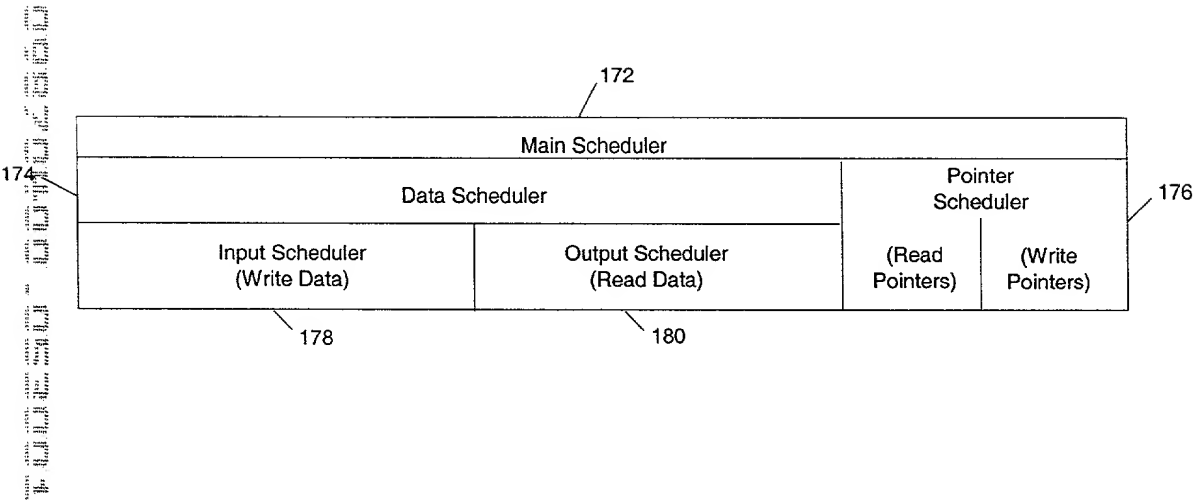 172
Main Scheduler
174
Data Scheduler
Pointer
Scheduler
176
Input Scheduler
(Write Data)
Output Scheduler
(Read Data)
(Read
Pointers)
(Write
Pointers)
178
180